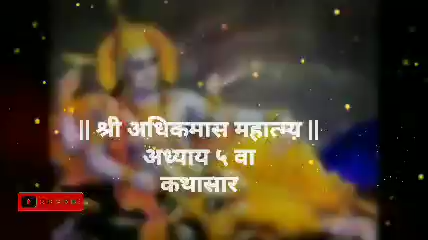 || श्री अधिकमास महात्म्य ||
अध्याय ५ वा
कथासार